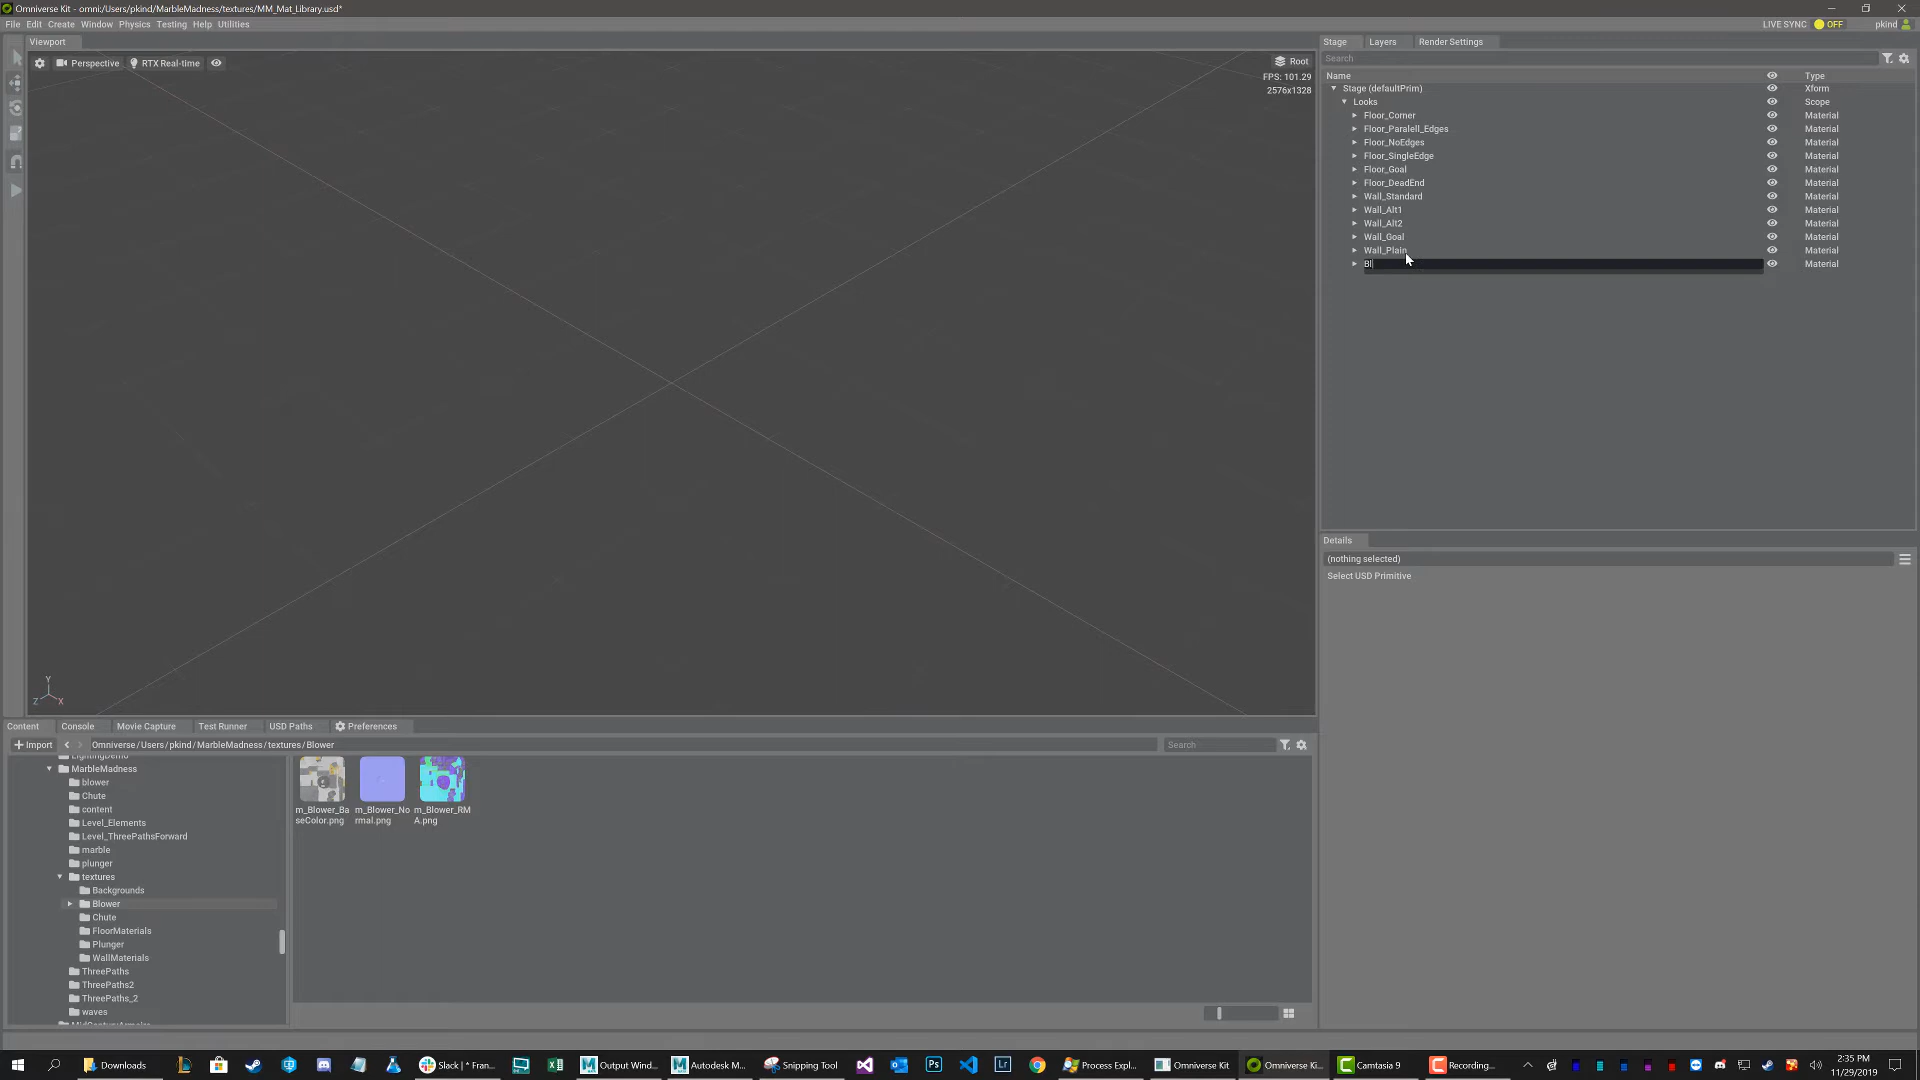 Omniverse Kit - omni:/Users/pkind/MarbleMadness/textures/MM_Mat_Library.usd*
File Edit Create Window Physics Testing Help Utilities
LIVE SYNC OFF pkind
Viewport
Perspective RTX Real-time
Root
FPS: 101.29
2576x1328
Y
Z X
Stage Layers Render Settings
Search
Name Type
Stage (defaultPrim) Xform
Looks Scope
Floor_Corner Material
Floor_Paralell_Edges Material
Floor_NoEdges Material
Floor_SingleEdge Material
Floor_Goal Material
Floor_DeadEnd Material
Wall_Standard Material
Wall_Alt1 Material
Wall_Alt2 Material
Wall_Goal Material
Wall_Plain Material
Bl Material
Details
(nothing selected)
Select USD Primitive
Content Console Movie Capture Test Runner USD Paths Preferences
Import Omniverse/Users/pkind/MarbleMadness/textures/Blower Search
LightingDemo
MarbleMadness
blower
Chute
content
Level_Elements
Level_ThreePathsForward
marble
plunger
textures
Backgrounds
Blower
Chute
FloorMaterials
Plunger
WallMaterials
ThreePaths
ThreePaths2
ThreePaths_2
waves
m_Blower_Ba
seColor.png
m_Blower_No
rmal.png
m_Blower_RM
A.png
Downloads
Slack | * Fran...
Output Wind...
Autodesk M...
Snipping Tool
Process Expl...
Omniverse Kit
Omniverse Ki...
Camtasia 9
Recording...
2:35 PM
11/29/2019